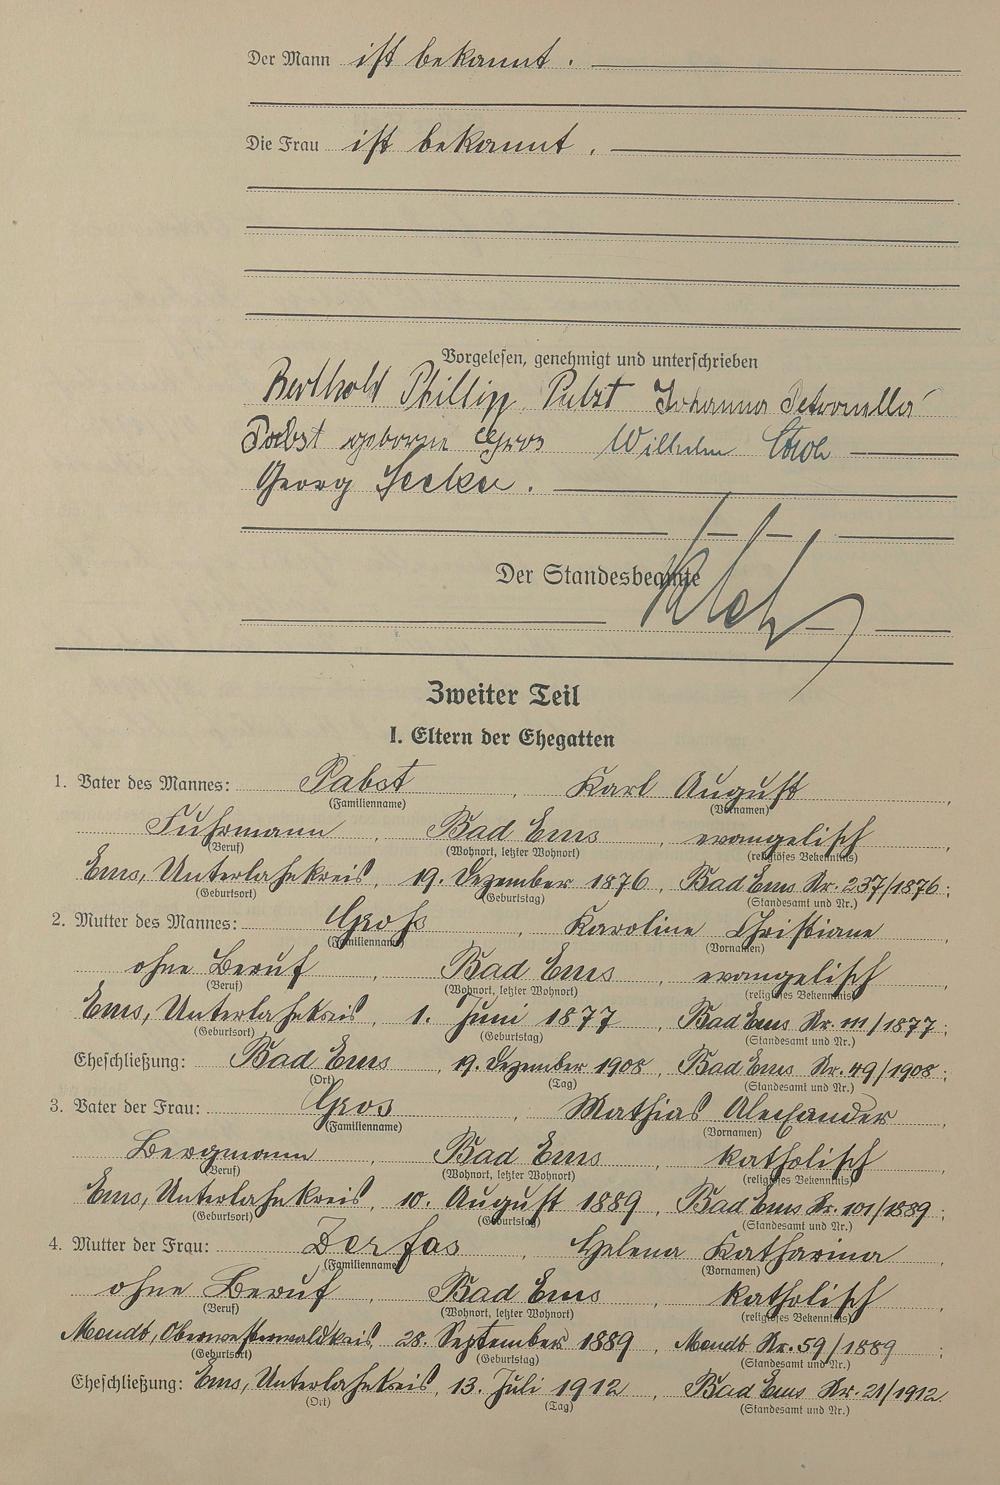 Der Mann ist bekannt.
Die Frau ist bekannt.
Vorgelesen, genehmigt und unterschrieben
Berthold Phillipp Pabst Johanna Petronella
Pabst geborne Gros Wilhelm
Georg
Der Standesbeamte
Zweiter Teil
I. Eltern der Ehegatten
1. Vater des Mannes: Pabst, Karl August,
(Familienname) (Vornamen)
Fuhrmann, Bad Ems, evangelisch,
(Beruf) (Wohnort, letzter Wohnort) (religiöses Bekenntnis)
Ems, Unterlahnkreis, 19. Dezember 1876, Bad Ems Nr. 237/1876;
(Geburtsort) (Geburtstag) (Standesamt und Nr.)
2. Mutter des Mannes: Groß, Karoline Christiane,
(Familienname) (Vornamen)
ohne Beruf, Bad Ems, evangelisch,
(Beruf) (Wohnort, letzter Wohnort) (religiöses Bekenntnis)
Ems, Unterlahnkreis, 1. Juni 1877, Bad Ems Nr. 111/1877;
(Geburtsort) (Geburtstag) (Standesamt und Nr.)
Eheschließung: Bad Ems, 19. Dezember 1908, Bad Ems Nr. 49/1908;
(Ort) (Tag) (Standesamt und Nr.)
3. Vater der Frau: Gros, Mathias Alexander,
(Familienname) (Vornamen)
Bergmann, Bad Ems, katholisch,
(Beruf) (Wohnort, letzter Wohnort) (religiöses Bekenntnis)
Ems, Unterlahnkreis, 10. August 1889, Bad Ems Nr. 101/1889;
(Geburtsort) (Geburtstag) (Standesamt und Nr.)
4. Mutter der Frau: Dasbach, Helena Katharina,
(Familienname) (Vornamen)
ohne Beruf, Bad Ems, katholisch,
(Beruf) (Wohnort, letzter Wohnort) (religiöses Bekenntnis)
Oberwesterwaldkreis, 28. September 1889, Nr. 59/1889;
(Geburtsort) (Geburtstag) (Standesamt und Nr.)
Eheschließung: Ems, Unterlahnkreis, 13. Juli 1912, Bad Ems Nr. 21/1912.
(Ort) (Tag) (Standesamt und Nr.)